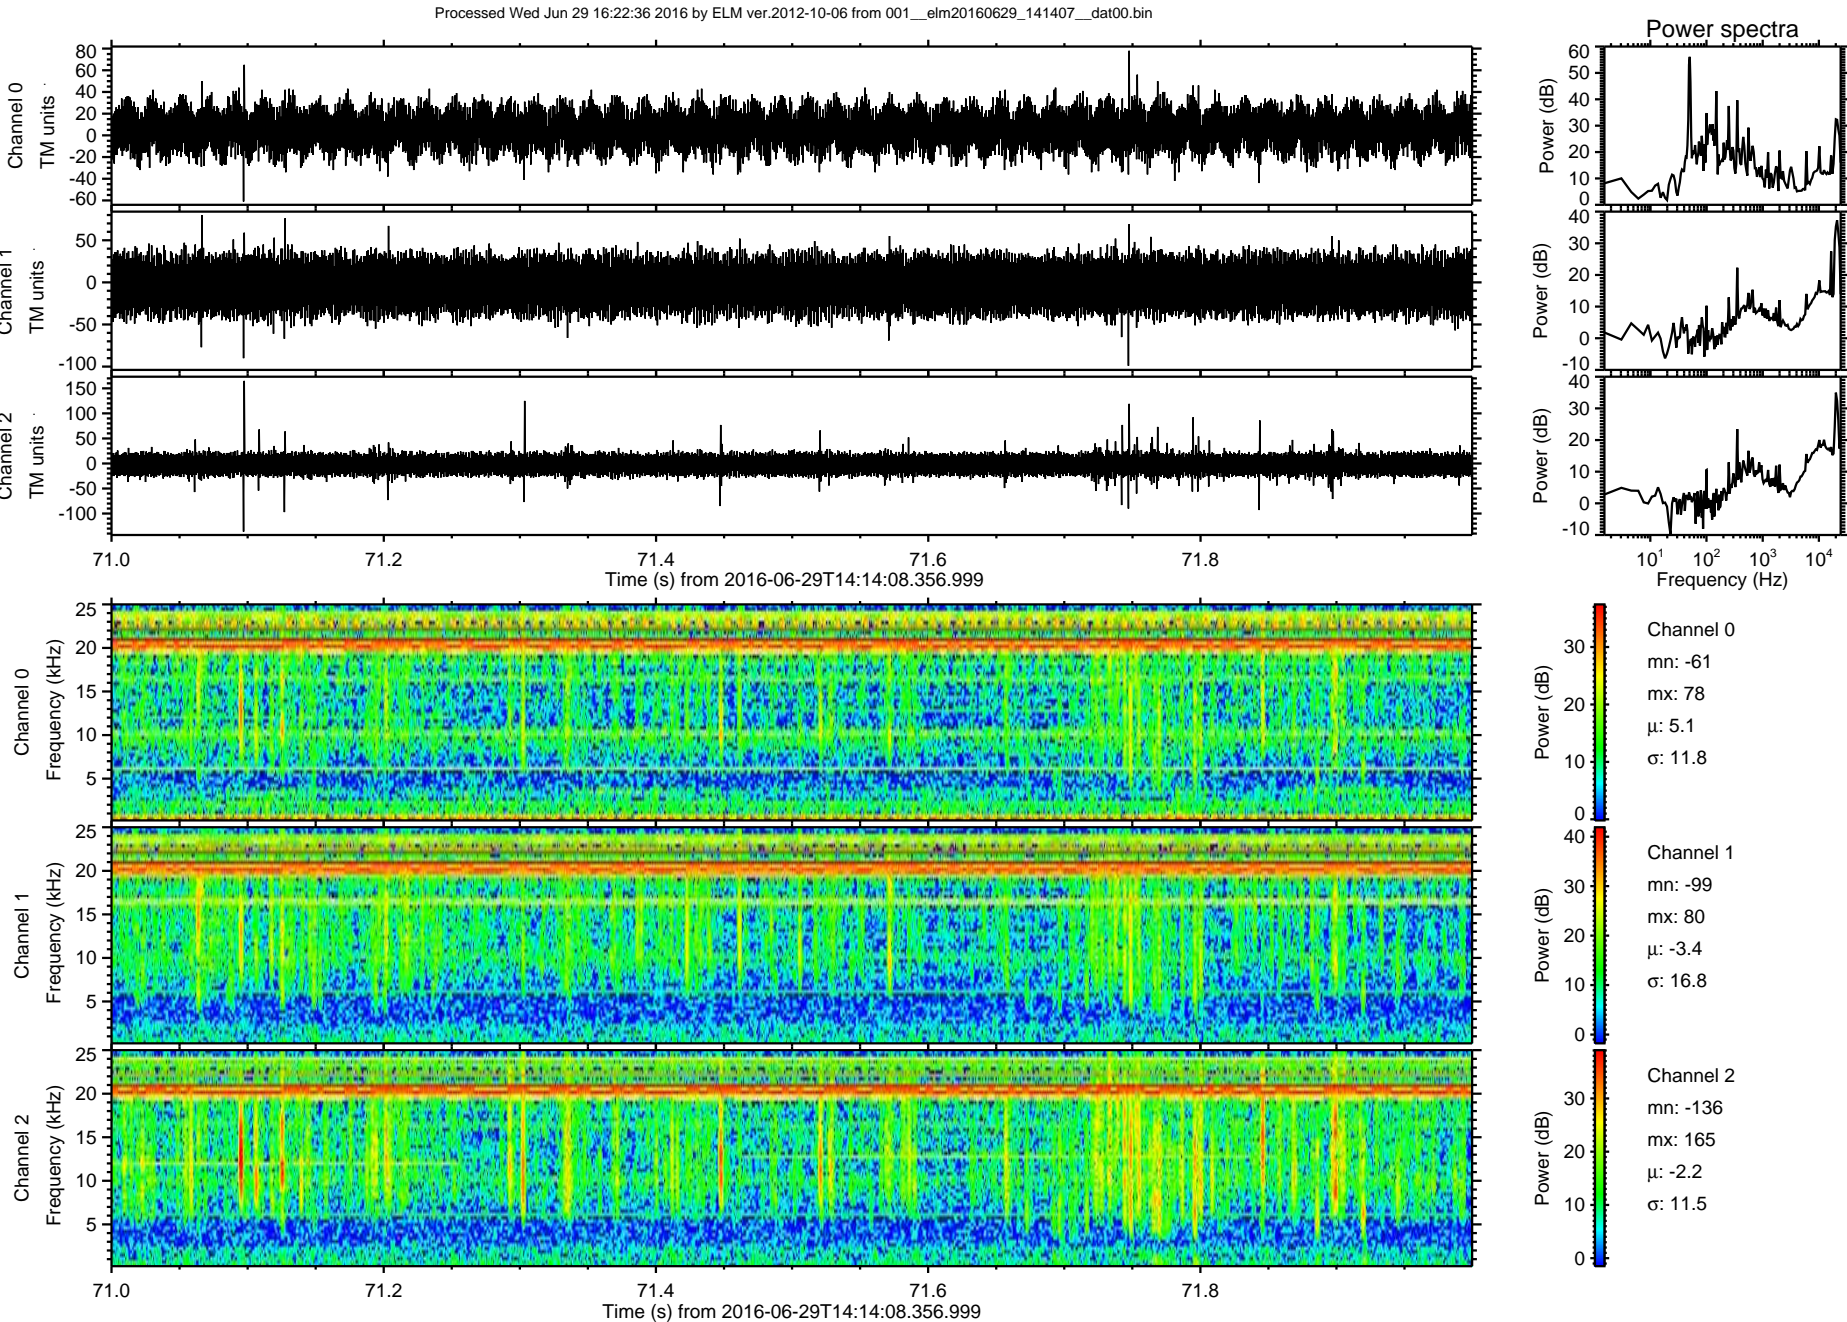 Processed Wed Jun 29 16:22:36 2016 by ELM ver.2012-10-06 from 001__elm20160629_141407__dat00.bin
Power spectra
Channel 0
TM units
80
60
40
20
0
-20
-40
-60
Power (dB)
60
50
40
30
20
10
0
Channel 1
TM units
50
0
-50
-100
Power (dB)
40
30
20
10
0
-10
Channel 2
TM units
150
100
50
0
-50
-100
Power (dB)
40
30
20
10
0
-10
71.0 71.2 71.4 71.6 71.8
Time (s) from 2016-06-29T14:14:08.356.999
10^1 10^2 10^3 10^4
Frequency (Hz)
Channel 0
Frequency (kHz)
25
20
15
10
5
Power (dB)
30
20
10
0
Channel 0
mn: -61
mx: 78
μ: 5.1
σ: 11.8
Channel 1
Frequency (kHz)
25
20
15
10
5
Power (dB)
40
30
20
10
0
Channel 1
mn: -99
mx: 80
μ: -3.4
σ: 16.8
Channel 2
Frequency (kHz)
25
20
15
10
5
Power (dB)
30
20
10
0
Channel 2
mn: -136
mx: 165
μ: -2.2
σ: 11.5
71.0 71.2 71.4 71.6 71.8
Time (s) from 2016-06-29T14:14:08.356.999